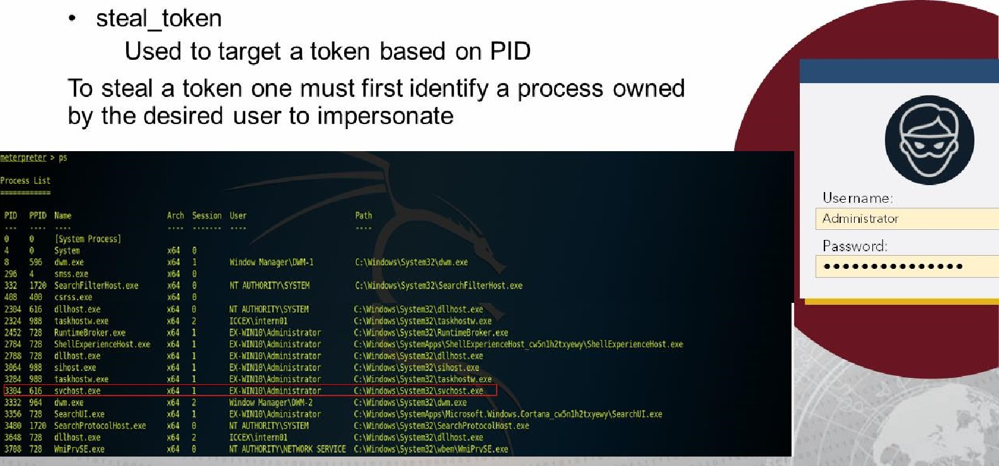 • steal_token
Used to target a token based on PID
To steal a token one must first identify a process owned
by the desired user to impersonate
meterpreter > ps
Process List
============
PID PPID Name Arch Session User Path
--- ---- ---- ---- ------- ---- ----
0 0 [System Process]
4 0 System x64 0
8 596 dwm.exe x64 1 Window Manager\DWM-1 C:\Windows\System32\dwm.exe
296 4 smss.exe x64 0
332 1720 SearchFilterHost.exe x64 0 NT AUTHORITY\SYSTEM C:\Windows\System32\SearchFilterHost.exe
408 400 csrss.exe x64 0
2304 616 dllhost.exe x64 0 NT AUTHORITY\SYSTEM C:\Windows\System32\dllhost.exe
2324 988 taskhostw.exe x64 2 ICCEX\intern01 C:\Windows\System32\taskhostw.exe
2452 728 RuntimeBroker.exe x64 1 EX-WIN10\Administrator C:\Windows\System32\RuntimeBroker.exe
2784 728 ShellExperienceHost.exe x64 1 EX-WIN10\Administrator C:\Windows\SystemApps\ShellExperienceHost_cw5n1h2txyewy\ShellExperienceHost.exe
2788 728 dllhost.exe x64 1 EX-WIN10\Administrator C:\Windows\System32\dllhost.exe
3064 988 sihost.exe x64 1 EX-WIN10\Administrator C:\Windows\System32\sihost.exe
3284 988 taskhostw.exe x64 1 EX-WIN10\Administrator C:\Windows\System32\taskhostw.exe
3304 616 svchost.exe x64 1 EX-WIN10\Administrator C:\Windows\System32\svchost.exe
3332 964 dwm.exe x64 2 Window Manager\DWM-2 C:\Windows\System32\dwm.exe
3356 728 SearchUI.exe x64 1 EX-WIN10\Administrator C:\Windows\SystemApps\Microsoft.Windows.Cortana_cw5n1h2txyewy\SearchUI.exe
3480 1720 SearchProtocolHost.exe x64 0 NT AUTHORITY\SYSTEM C:\Windows\System32\SearchProtocolHost.exe
3648 728 dllhost.exe x64 2 ICCEX\intern01 C:\Windows\System32\dllhost.exe
3708 728 WmiPrvSE.exe x64 0 NT AUTHORITY\NETWORK SERVICE C:\Windows\System32\wbem\WmiPrvSE.exe
Username:
Administrator
Password:
•••••••••••••••